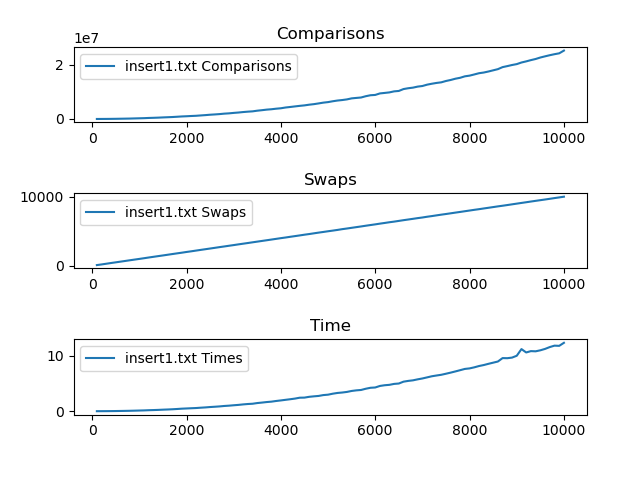 Comparisons
1e7
2
0
insert1.txt Comparisons
0 2000 4000 6000 8000 10000
Swaps
10000
0
insert1.txt Swaps
0 2000 4000 6000 8000 10000
Time
10
0
insert1.txt Times
0 2000 4000 6000 8000 10000